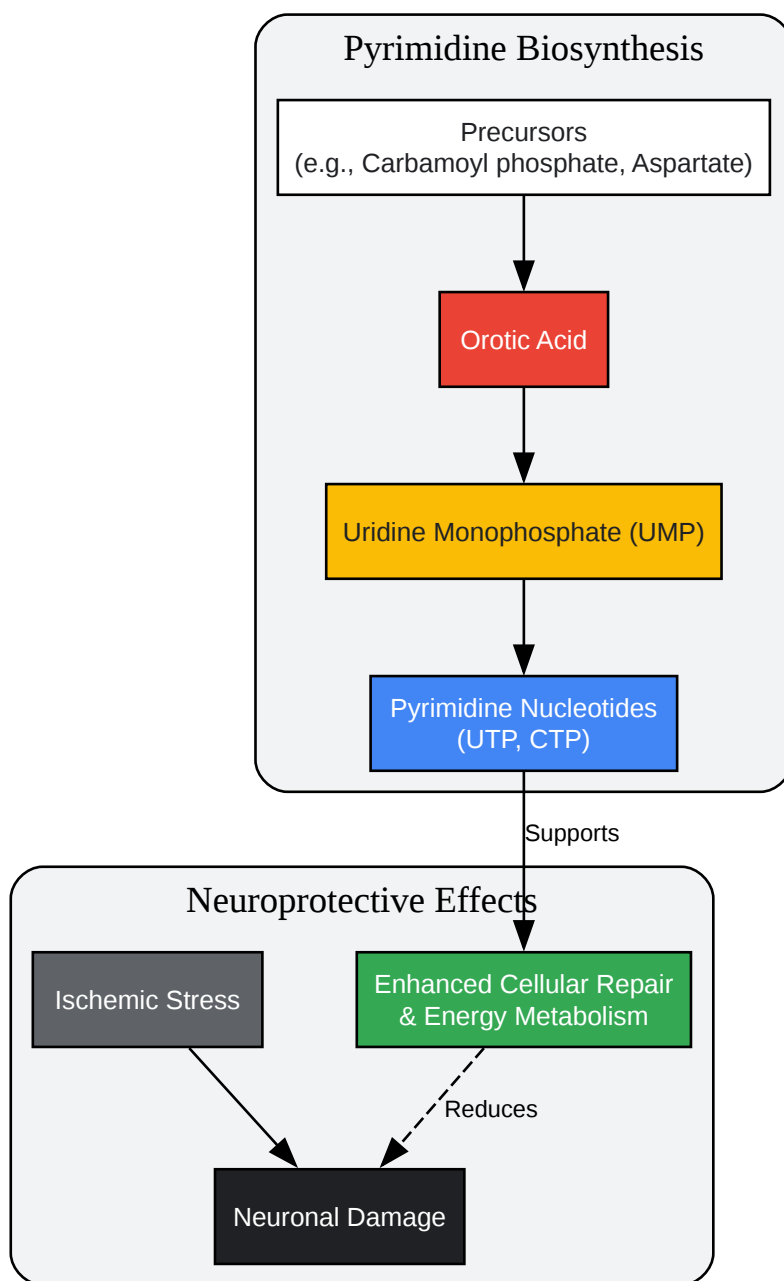 Pyrimidine Biosynthesis
Precursors
(e.g., Carbamoyl phosphate, Aspartate)
Orotic Acid
Uridine Monophosphate (UMP)
Pyrimidine Nucleotides
(UTP, CTP)
Supports
Neuroprotective Effects
Ischemic Stress
Enhanced Cellular Repair
& Energy Metabolism
Reduces
Neuronal Damage